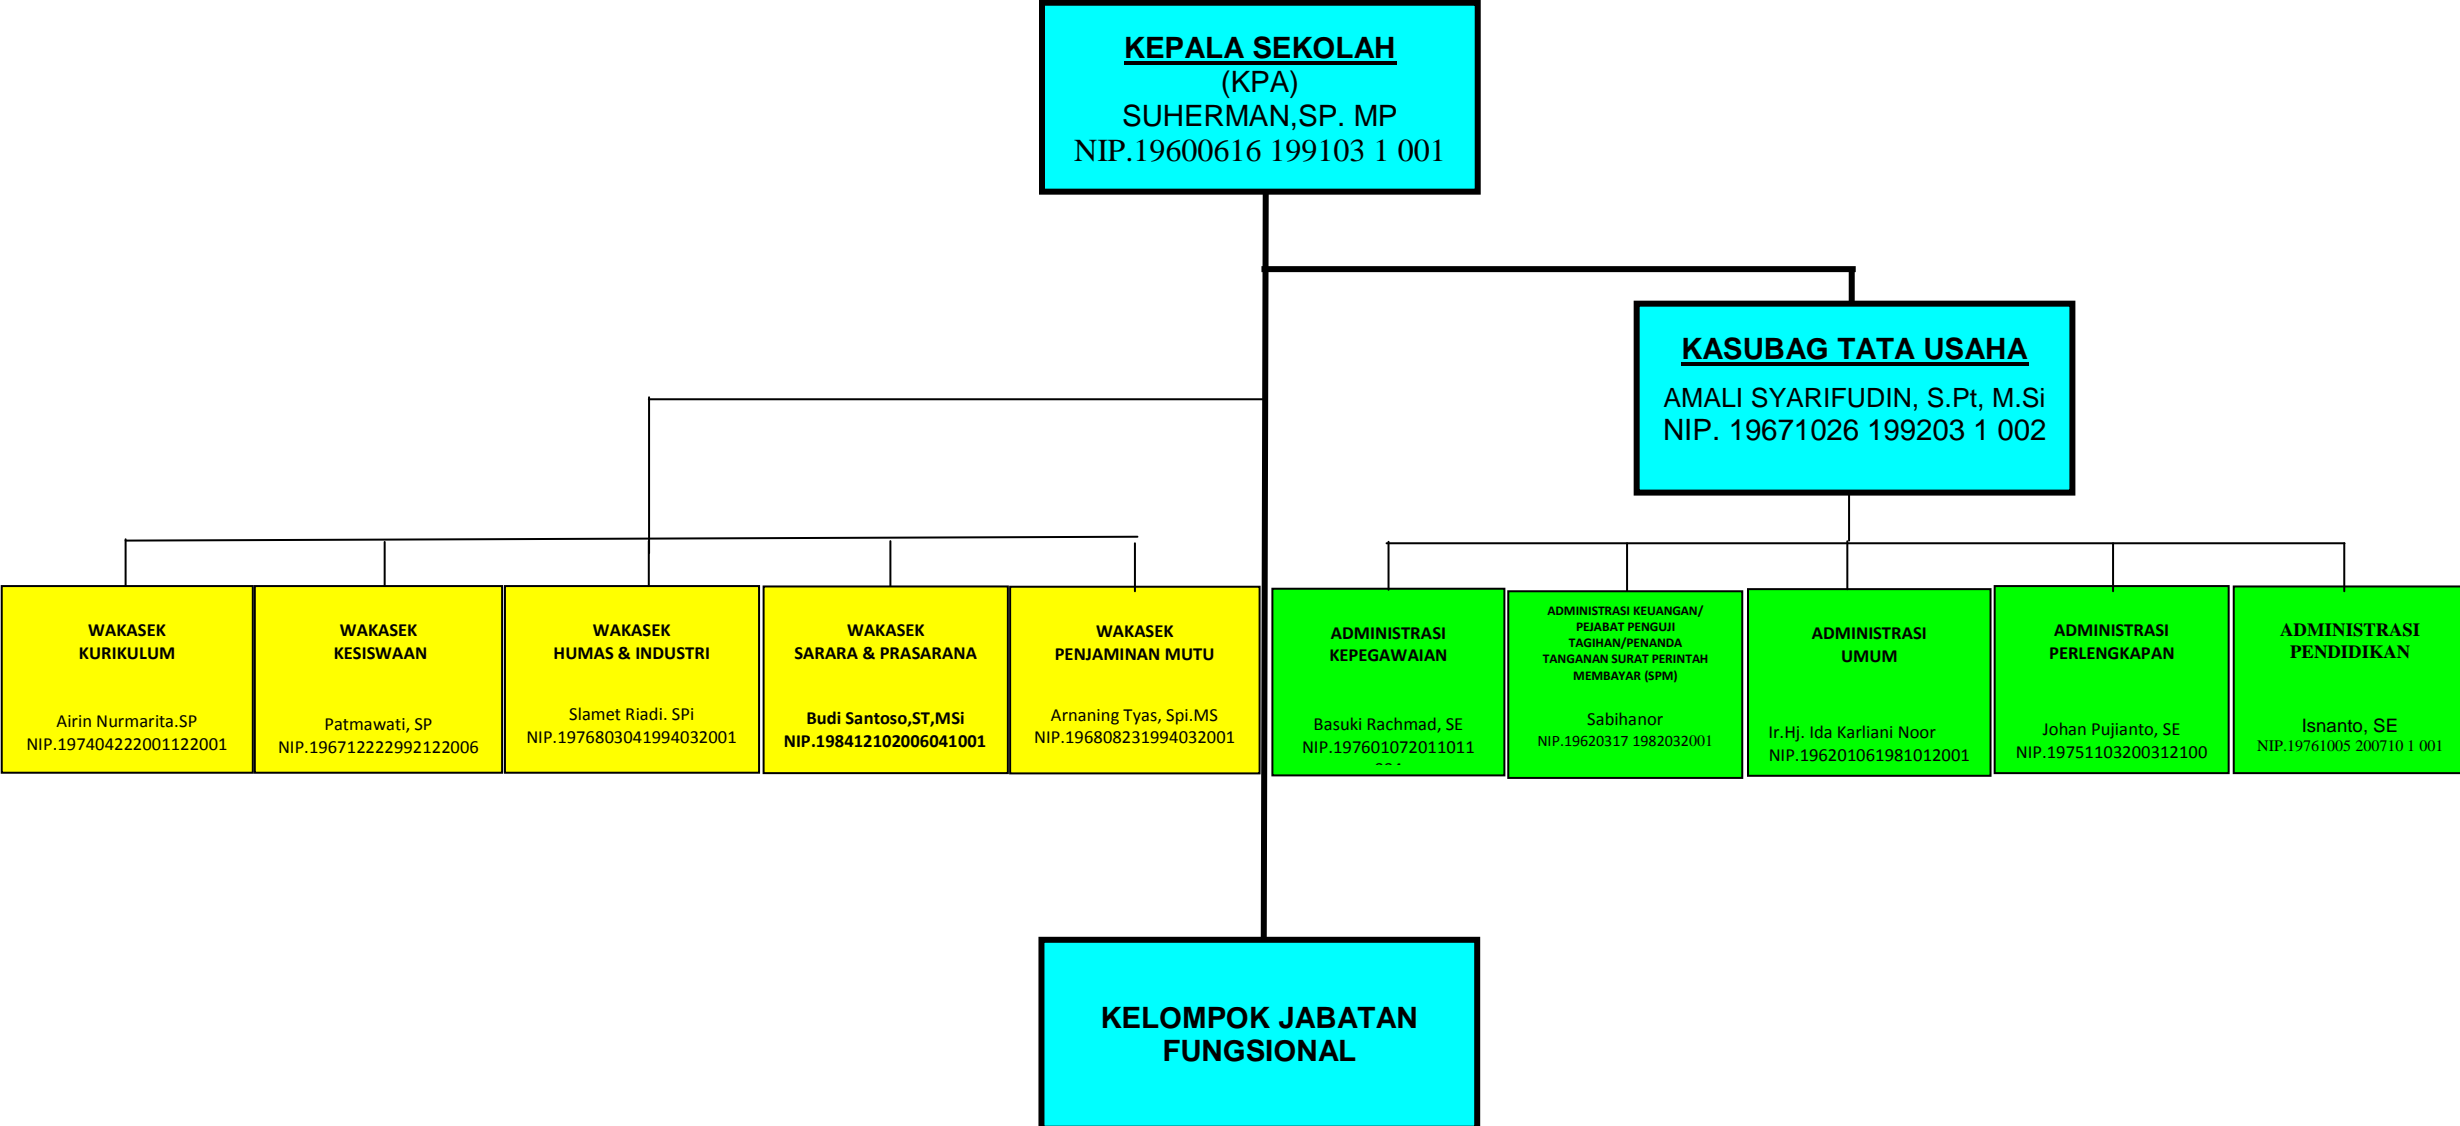 KEPALA SEKOLAH
(KPA)
SUHERMAN,SP. MP
NIP.19600616 199103 1 001
KASUBAG TATA USAHA
AMALI SYARIFUDIN, S.Pt, M.Si
NIP. 19671026 199203 1 002
WAKASEK
KURIKULUM
Airin Nurmarita.SP
NIP.197404222001122001
WAKASEK
KESISWAAN
Patmawati, SP
NIP.196712222992122006
WAKASEK
HUMAS & INDUSTRI
Slamet Riadi. SPi
NIP.1976803041994032001
WAKASEK
SARARA & PRASARANA
Budi Santoso,ST,MSi
NIP.198412102006041001
WAKASEK
PENJAMINAN MUTU
Arnaning Tyas, Spi.MS
NIP.196808231994032001
ADMINISTRASI
KEPEGAWAIAN
Basuki Rachmad, SE
NIP.197601072011011
ADMINISTRASI KEUANGAN/
PEJABAT PENGUJI
TAGIHAN/PENANDA
TANGANAN SURAT PERINTAH
MEMBAYAR (SPM)
Sabihanor
NIP.19620317 1982032001
ADMINISTRASI
UMUM
Ir.Hj. Ida Karliani Noor
NIP.196201061981012001
ADMINISTRASI
PERLENGKAPAN
Johan Pujianto, SE
NIP.19751103200312100
ADMINISTRASI
PENDIDIKAN
Isnanto, SE
NIP.19761005 200710 1 001
KELOMPOK JABATAN
FUNGSIONAL